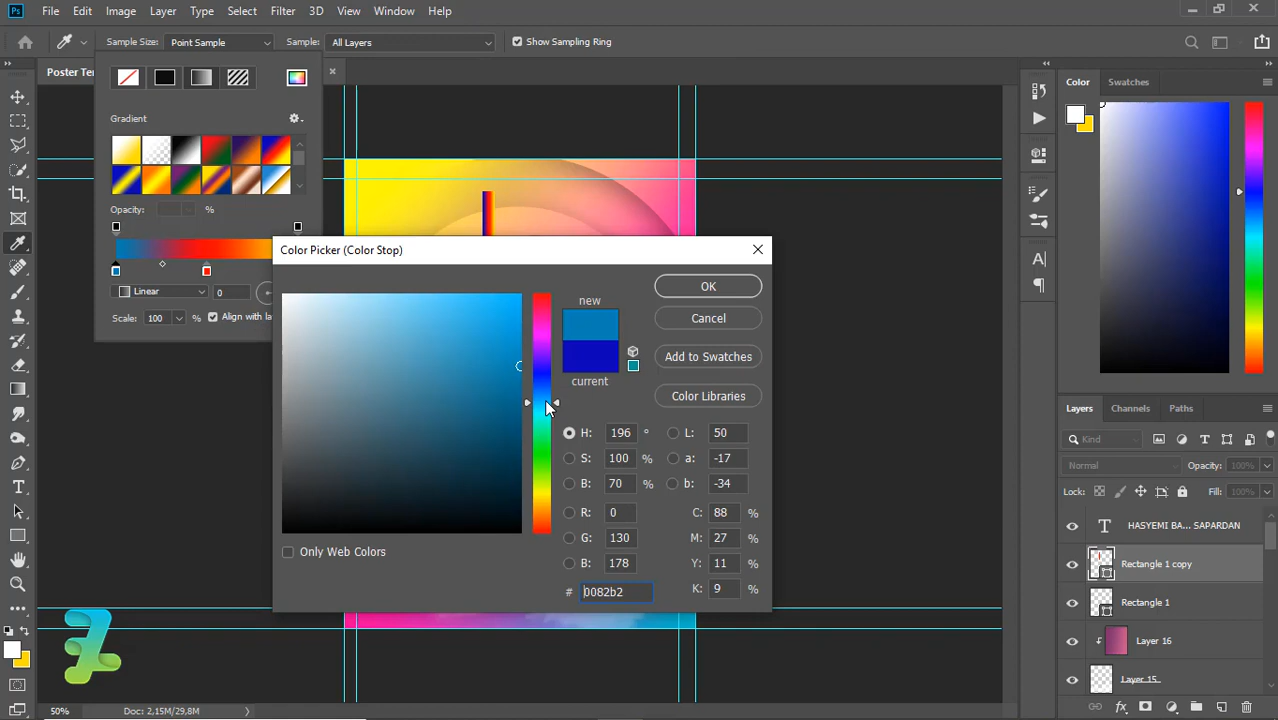 Ps File Edit Image Layer Type Select Filter 3D View Window Help
Sample Size: Point Sample Sample: All Layers Show Sampling Ring
Poster Te
Gradient
Opacity: %
Linear 0
Scale: 100 % Align with la
Color Picker (Color Stop)
new
current
OK
Cancel
Add to Swatches
Color Libraries
H: 196 °
S: 100 %
B: 70 %
R: 0
G: 130
B: 178
L: 50
a: -17
b: -34
C: 88 %
M: 27 %
Y: 11 %
K: 9 %
# 0082b2
Only Web Colors
Color Swatches
Layers Channels Paths
Kind
Normal Opacity: 100%
Lock: Fill: 100%
T HASYEMI BA... SAPARDAN
Rectangle 1 copy
Rectangle 1
Layer 16
Layer 15
50% Doc: 2,15M/29,8M